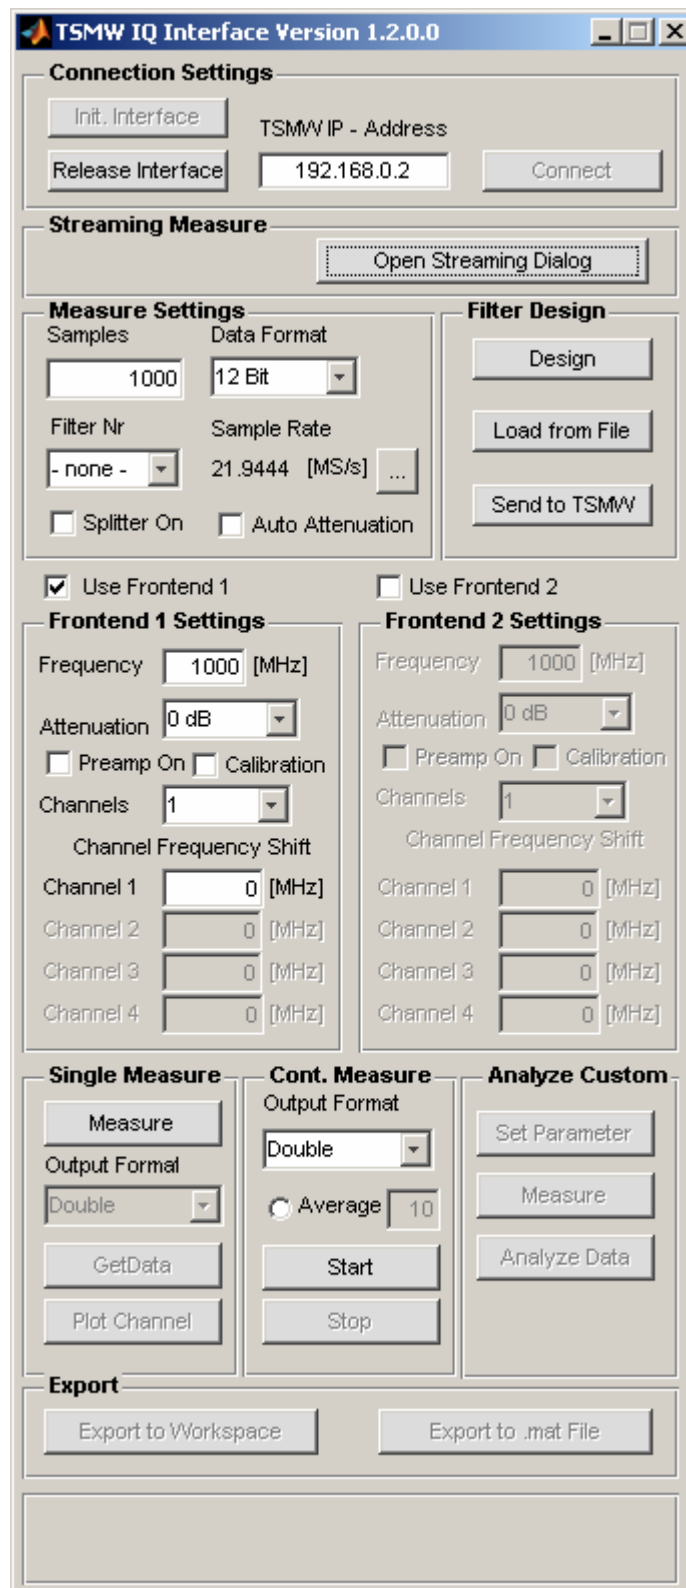 TSMW IQ Interface Version 1.2.0.0
Connection Settings
Init. Interface
TSMW IP - Address
Release Interface 192.168.0.2 Connect
Streaming Measure
Open Streaming Dialog
Measure Settings
Samples Data Format
1000 12 Bit
Filter Nr Sample Rate
- none - 21.9444 [MS/s] ...
Splitter On Auto Attenuation
Filter Design
Design
Load from File
Send to TSMW
Use Frontend 1 Use Frontend 2
Frontend 1 Settings
Frequency 1000 [MHz]
Attenuation 0 dB
Preamp On Calibration
Channels 1
Channel Frequency Shift
Channel 1 0 [MHz]
Channel 2 0 [MHz]
Channel 3 0 [MHz]
Channel 4 0 [MHz]
Frontend 2 Settings
Frequency 1000 [MHz]
Attenuation 0 dB
Preamp On Calibration
Channels 1
Channel Frequency Shift
Channel 1 0 [MHz]
Channel 2 0 [MHz]
Channel 3 0 [MHz]
Channel 4 0 [MHz]
Single Measure
Measure
Output Format
Double
GetData
Plot Channel
Cont. Measure
Output Format
Double
Average 10
Start
Stop
Analyze Custom
Set Parameter
Measure
Analyze Data
Export
Export to Workspace Export to .mat File